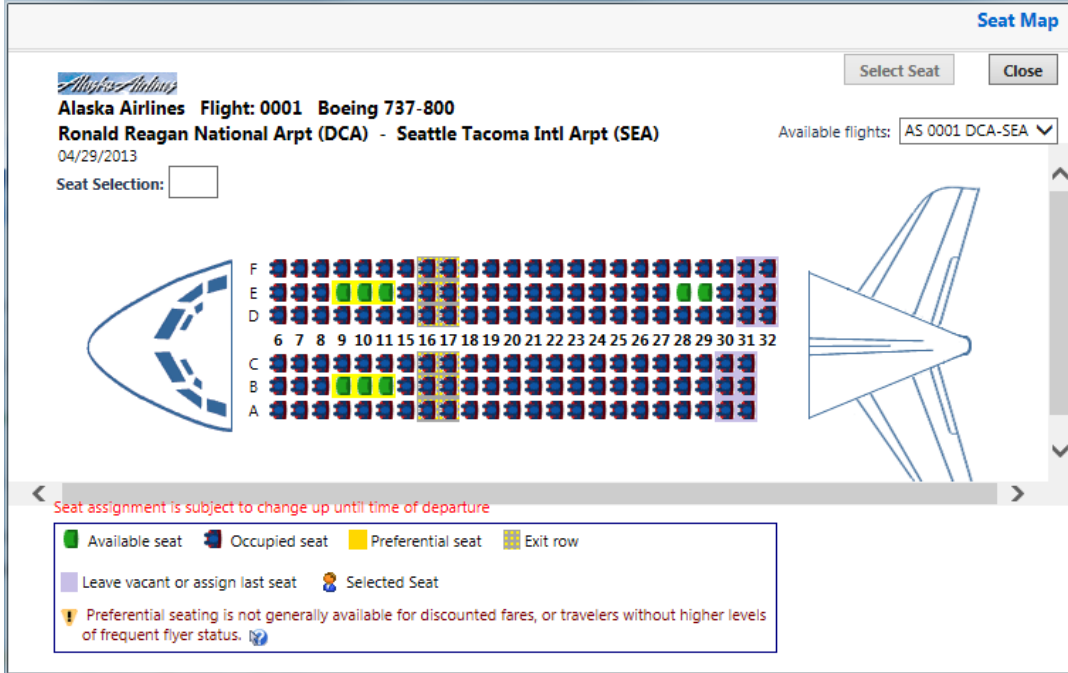 Seat Map
Select Seat Close
Alaska Airlines
Alaska Airlines Flight: 0001 Boeing 737-800
Ronald Reagan National Arpt (DCA) - Seattle Tacoma Intl Arpt (SEA)
Available flights: AS 0001 DCA-SEA
04/29/2013
Seat Selection:
F
E
D
6 7 8 9 10 11 15 16 17 18 19 20 21 22 23 24 25 26 27 28 29 30 31 32
C
B
A
Seat assignment is subject to change up until time of departure
Available seat Occupied seat Preferential seat Exit row
Leave vacant or assign last seat Selected Seat
! Preferential seating is not generally available for discounted fares, or travelers without higher levels
of frequent flyer status. ?